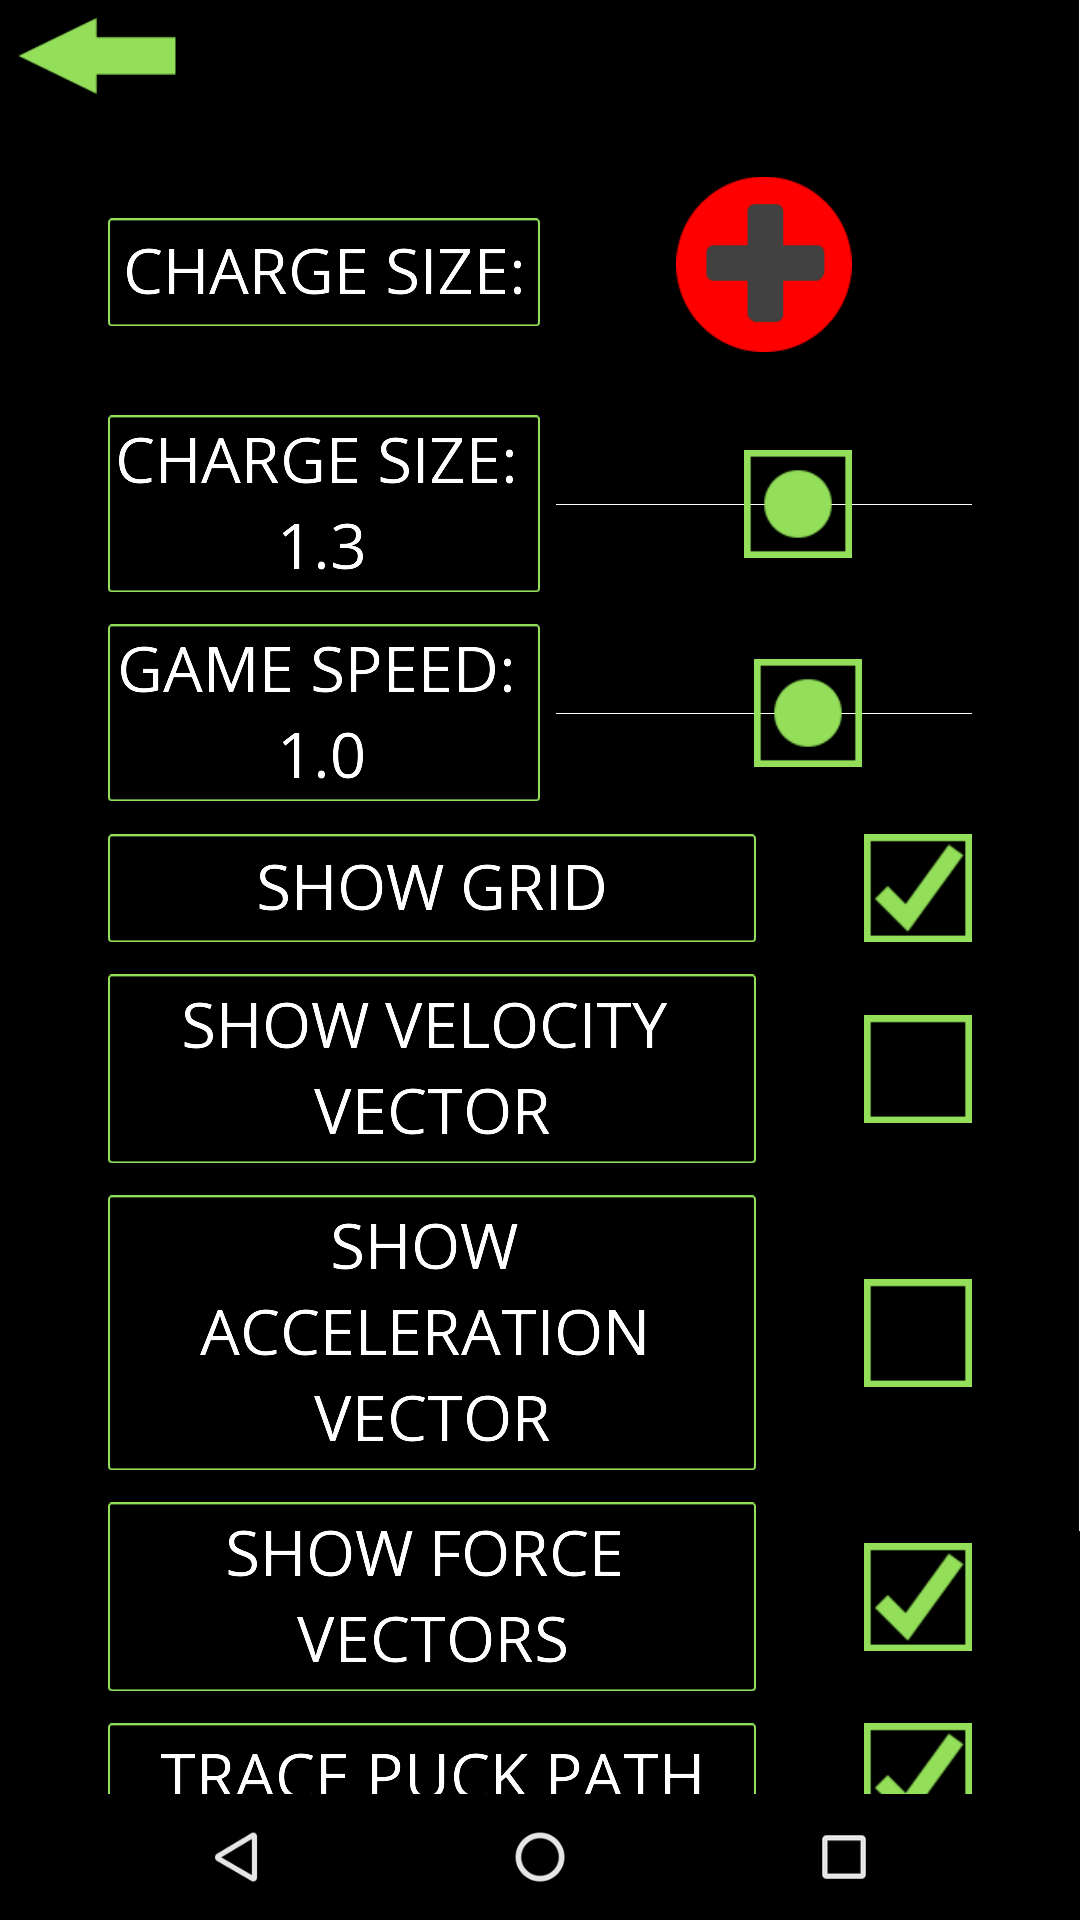 CHARGE SIZE:
CHARGE SIZE:
1.3
GAME SPEED:
1.0
SHOW GRID
SHOW VELOCITY
VECTOR
SHOW
ACCELERATION
VECTOR
SHOW FORCE
VECTORS
TRACE PUCK PATH